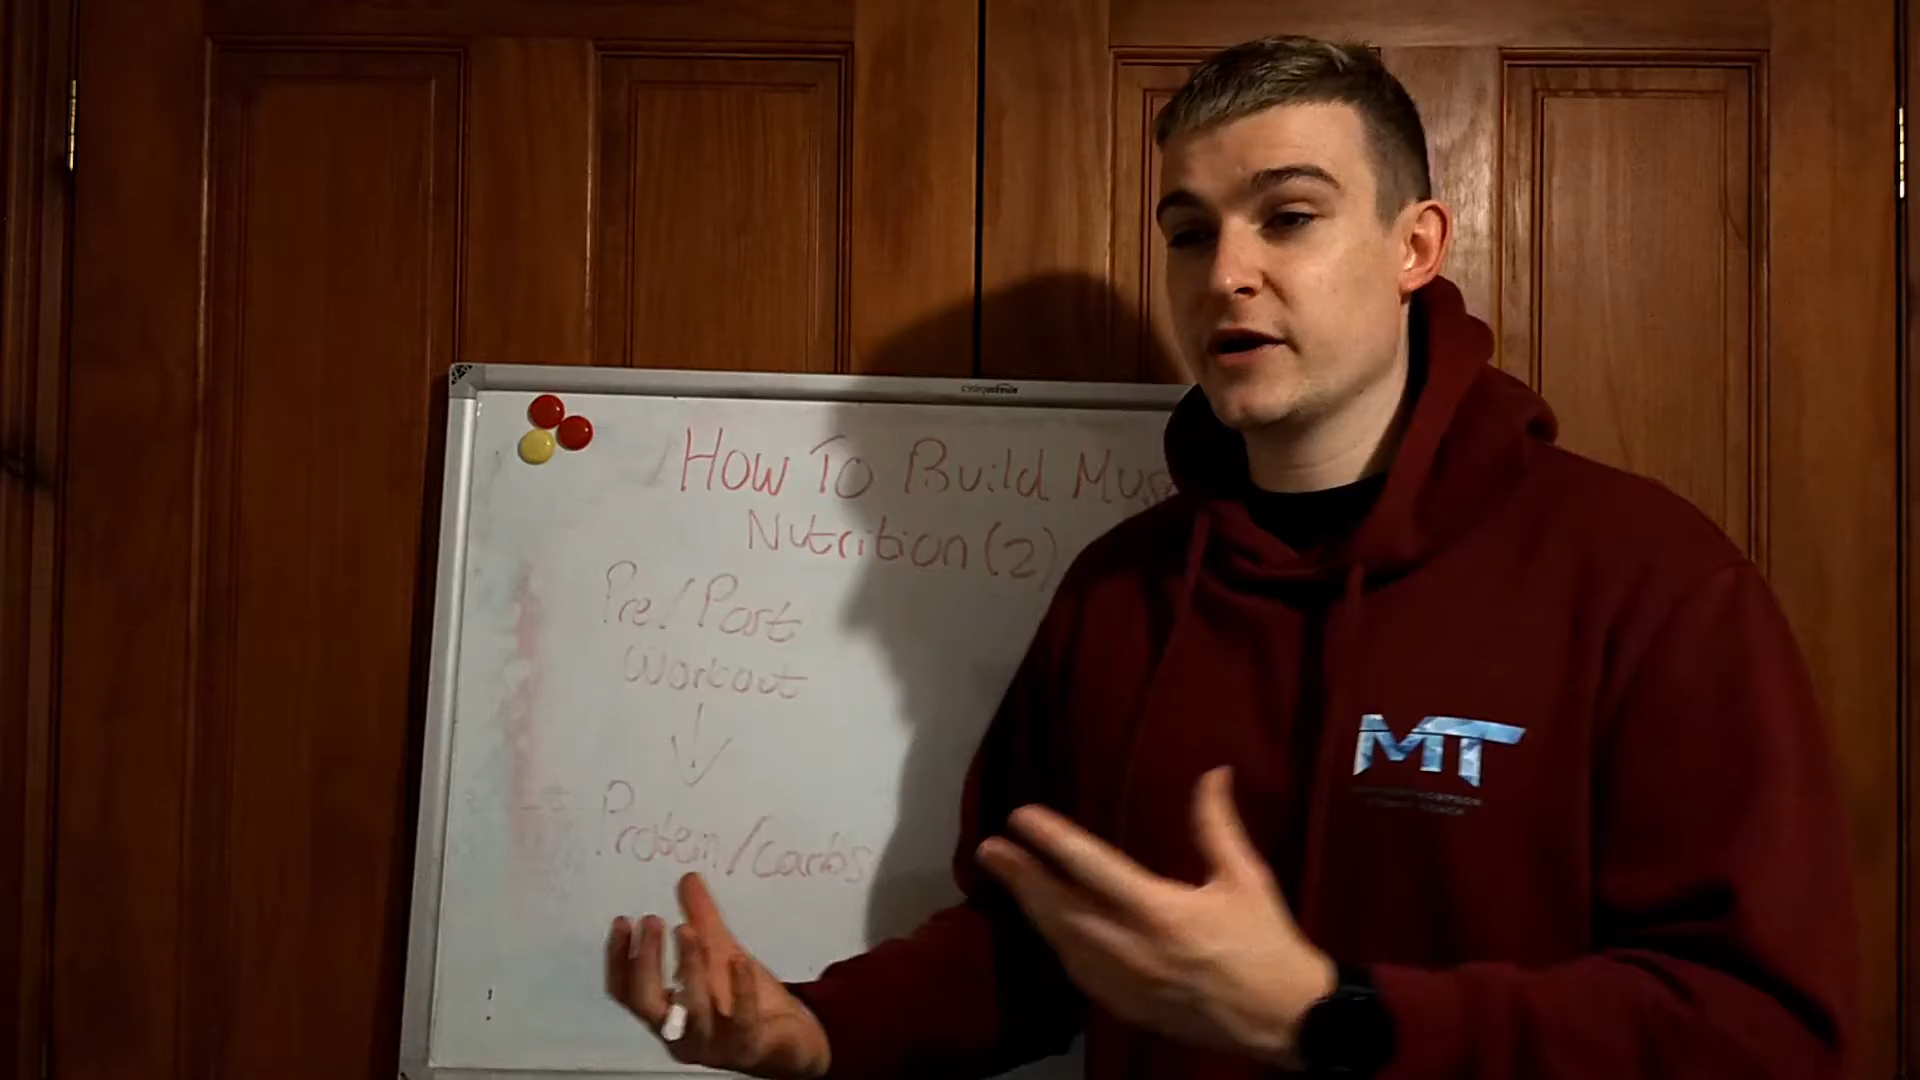 How To Build Mus
Nutrition (2)
Pre/Post
Workout
Protein/carbs
MT